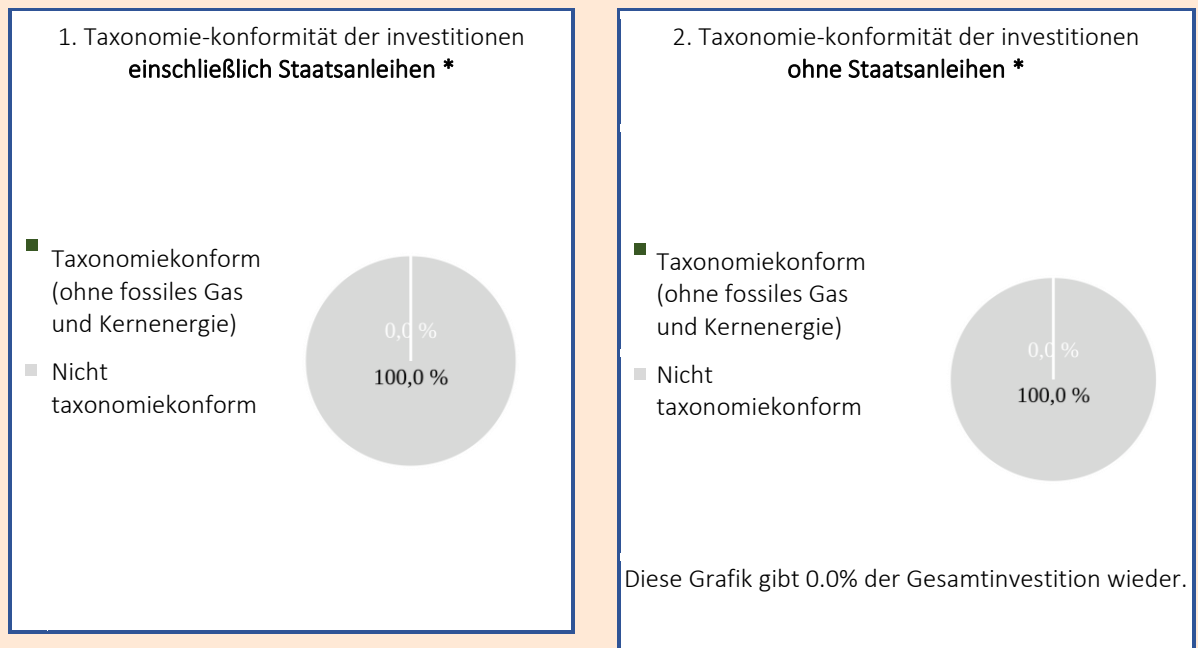 1. Taxonomie-konformität der investitionen
einschließlich Staatsanleihen *
Taxonomiekonform
(ohne fossiles Gas
und Kernenergie)
Nicht
taxonomiekonform
0,0 %
100,0 %
2. Taxonomie-konformität der investitionen
ohne Staatsanleihen *
Taxonomiekonform
(ohne fossiles Gas
und Kernenergie)
Nicht
taxonomiekonform
0,0 %
100,0 %
Diese Grafik gibt 0.0% der Gesamtinvestition wieder.